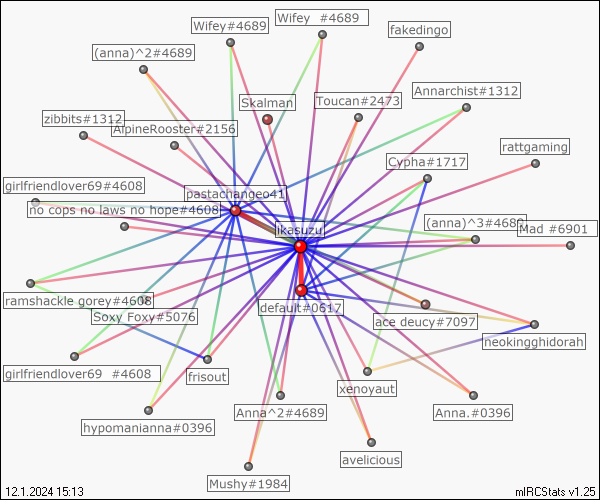 Wifey  #4689
Wifey#4689
fakedingo
(anna)^2#4689
Annarchist#1312
Skalman
Toucan#2473
zibbits#1312
AlpineRooster#2156
rattgaming
Cypha#1717
girlfriendlover69#4608
pastachange41
no cops no laws no hope#4608
(anna)^3#4689
Mad #6901
ikasuzu
ramshackle gorey#4608
default#0617
Soxy Foxy#5076
ace deucy#7097
neokingghidorah
girlfriendlover69  #4608
frisout
xenoyaut
Anna^2#4689
Anna.#0396
hypomanianna#0396
avelicious
Mushy#1984
12.1.2024 15:13
mIRCStats v1.25